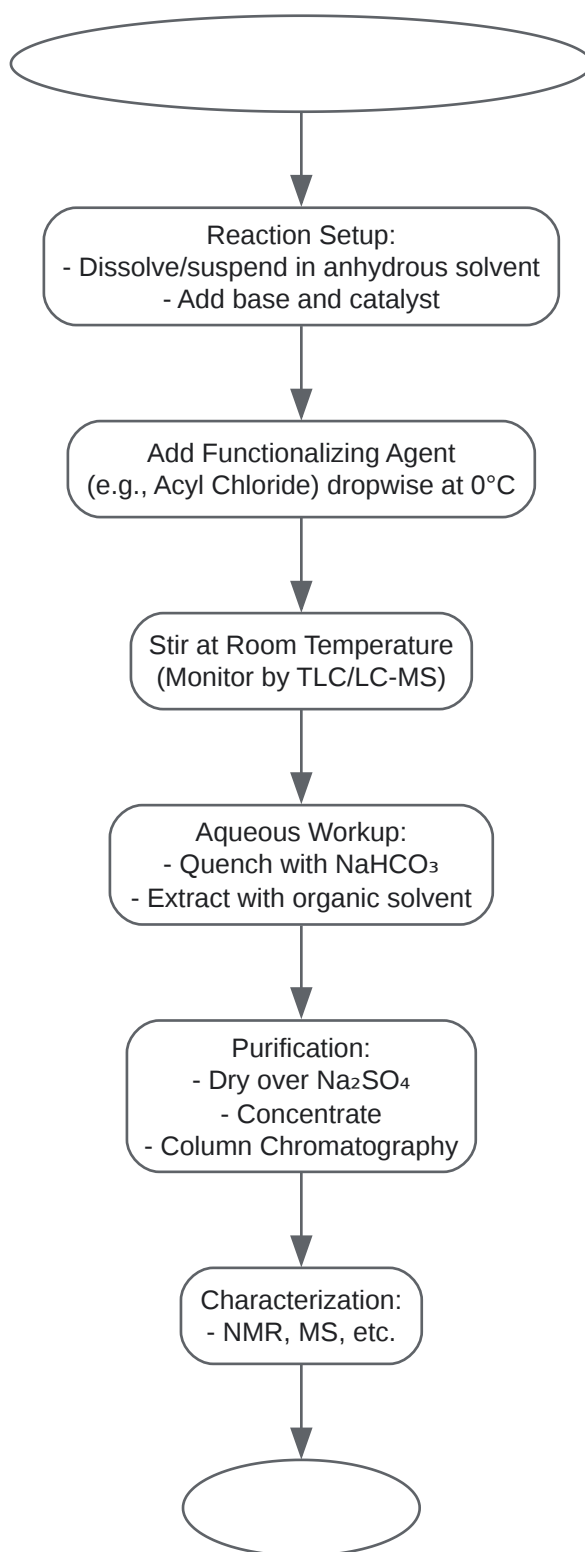 Reaction Setup:
- Dissolve/suspend in anhydrous solvent
- Add base and catalyst
Add Functionalizing Agent
(e.g., Acyl Chloride) dropwise at 0°C
Stir at Room Temperature
(Monitor by TLC/LC-MS)
Aqueous Workup:
- Quench with NaHCO₃
- Extract with organic solvent
Purification:
- Dry over Na₂SO₄
- Concentrate
- Column Chromatography
Characterization:
- NMR, MS, etc.